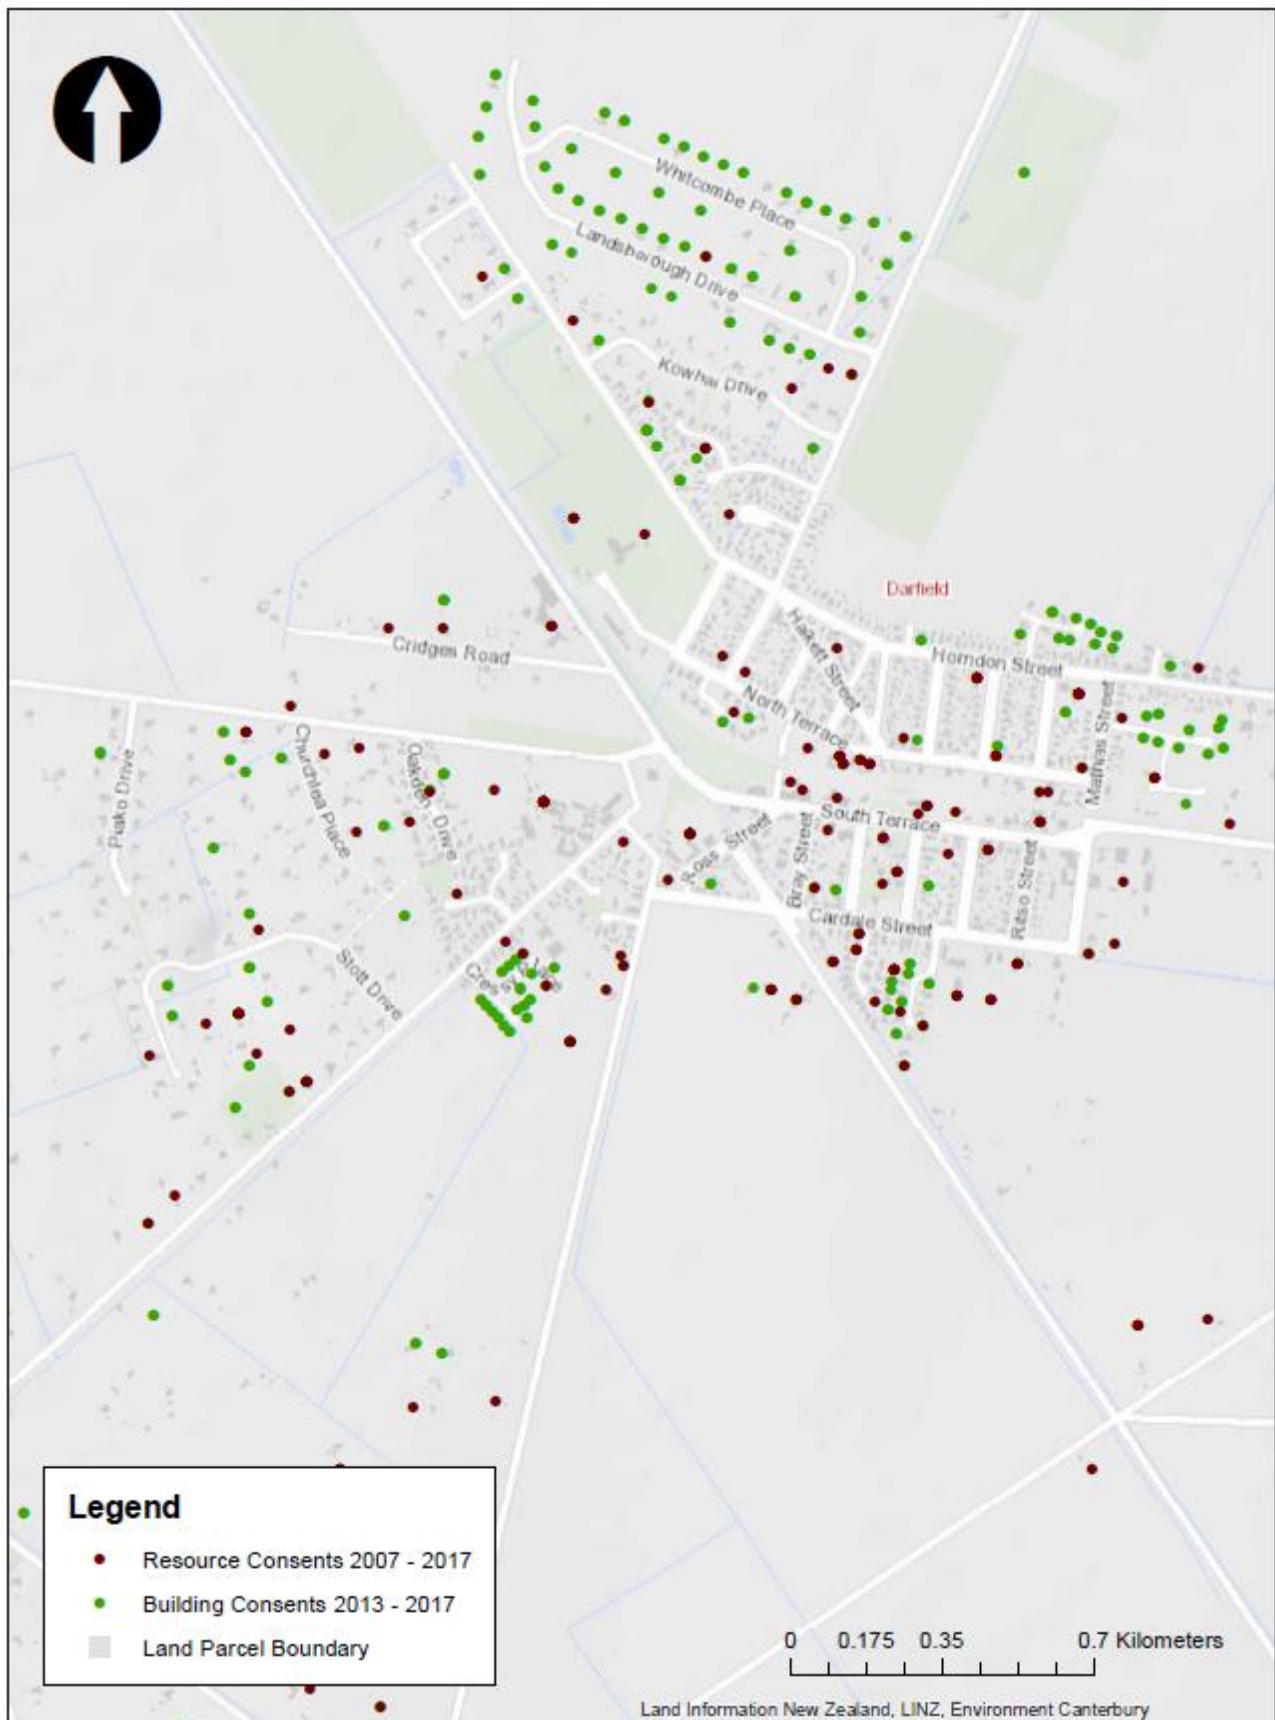 Whitcombe Place
Landsborough Drive
Kowhai Drive
Darfield
Hakett Street
Horndon Street
Cridges Road
North Terrace
Mathias Street
Piako Drive
Churchlea Place
Oakden Drive
South Terrace
Ross Street
Bray Street
Ritso Street
Cardale Street
Stott Drive
Legend
Resource Consents 2007 - 2017
Building Consents 2013 - 2017
Land Parcel Boundary
0 0.175 0.35 0.7 Kilometers
Land Information New Zealand, LINZ, Environment Canterbury